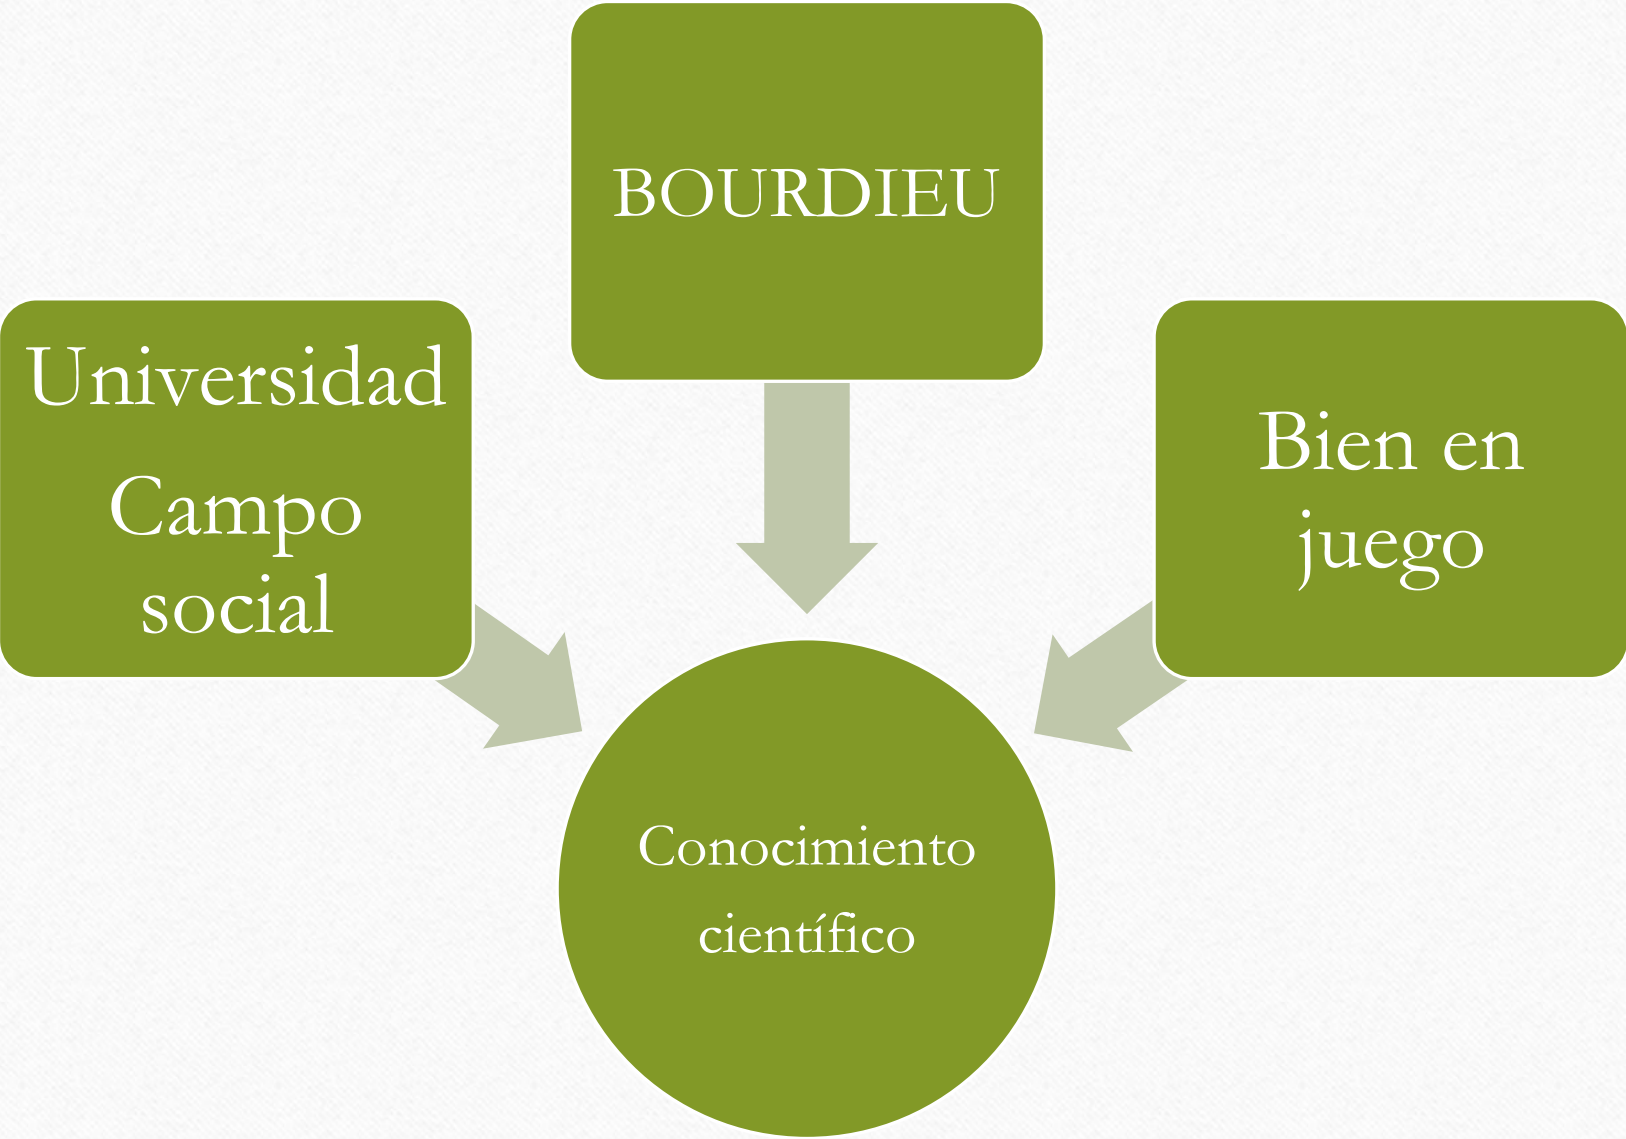 BOURDIEU
Universidad
Campo
social
Bien en
juego
Conocimiento
científico